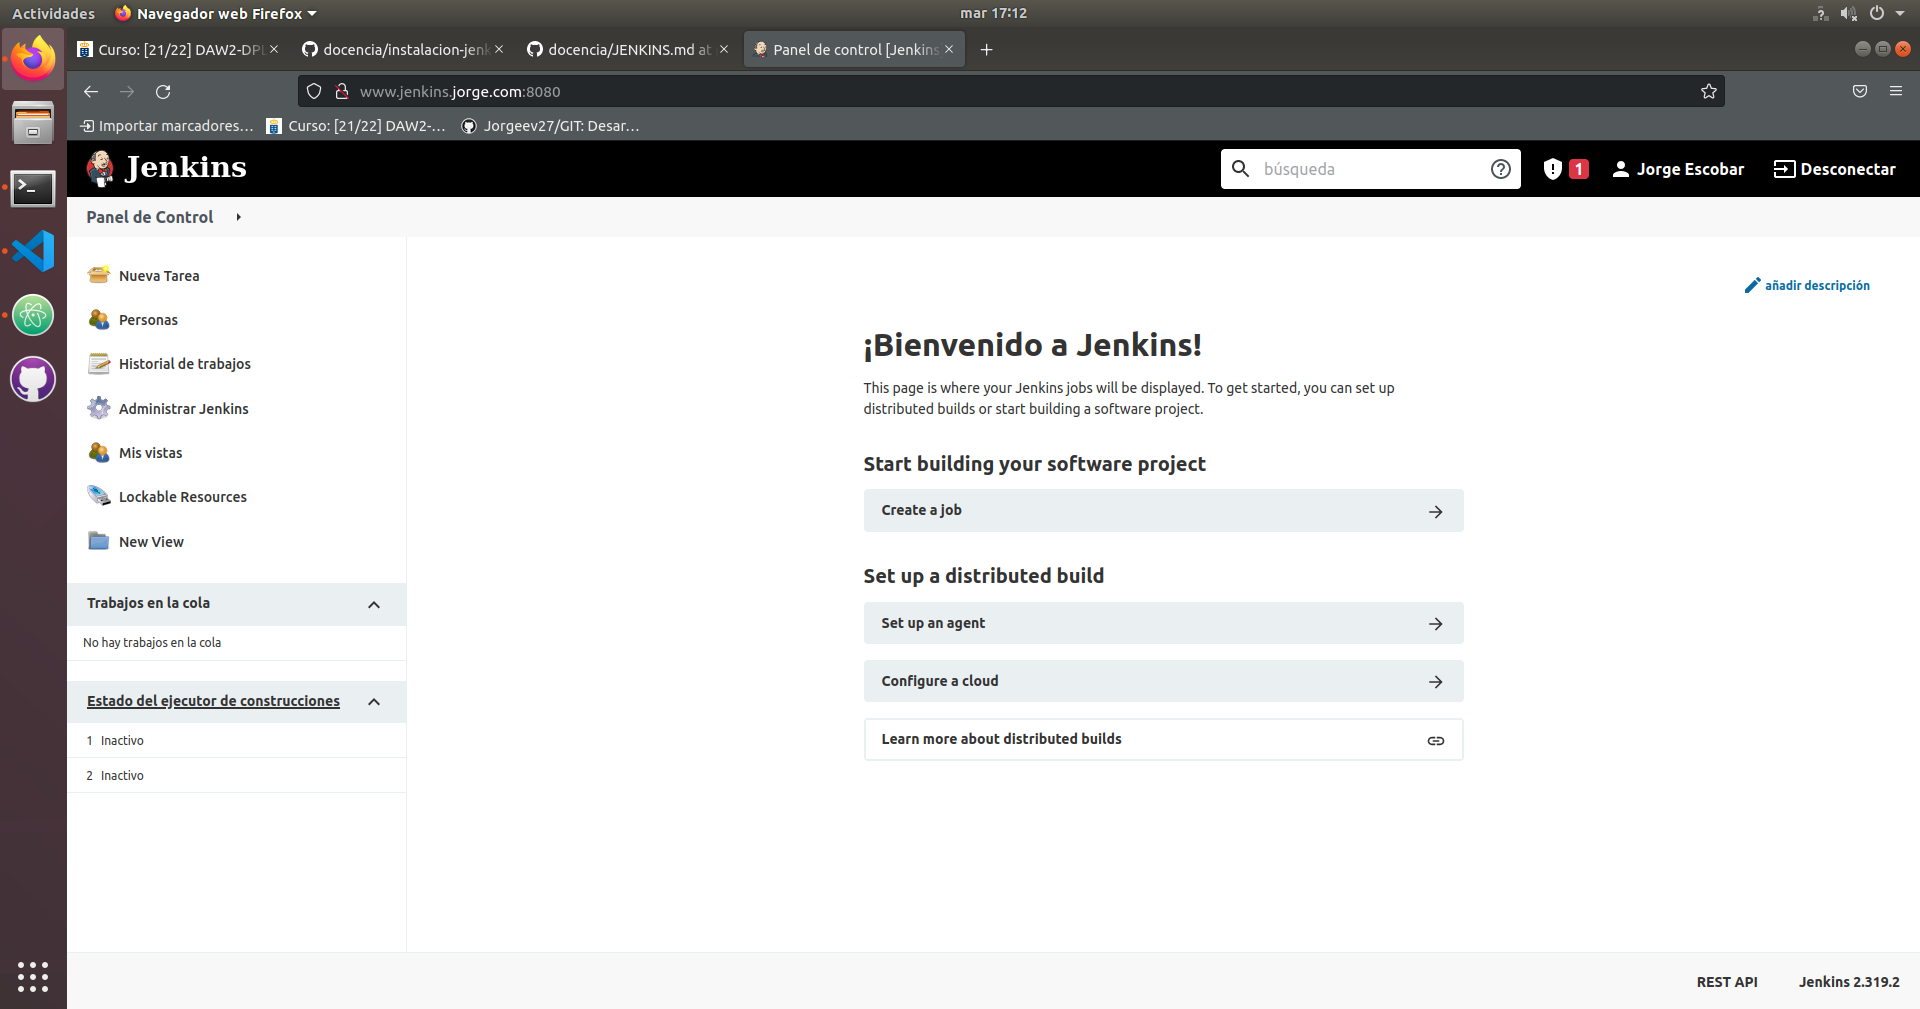 Actividades
Navegador web Firefox
mar 17:12
Curso: [21/22] DAW2-DPL
docencia/instalacion-jenk
docencia/JENKINS.md at
Panel de control [Jenkins
www.jenkins.jorge.com:8080
Importar marcadores…
Curso: [21/22] DAW2-…
Jorgeev27/GIT: Desar…
Jenkins
búsqueda
1
Jorge Escobar
Desconectar
Panel de Control
Nueva Tarea
Personas
Historial de trabajos
Administrar Jenkins
Mis vistas
Lockable Resources
New View
Trabajos en la cola
No hay trabajos en la cola
Estado del ejecutor de construcciones
1 Inactivo
2 Inactivo
añadir descripción
¡Bienvenido a Jenkins!
This page is where your Jenkins jobs will be displayed. To get started, you can set up
distributed builds or start building a software project.
Start building your software project
Create a job
Set up a distributed build
Set up an agent
Configure a cloud
Learn more about distributed builds
REST API
Jenkins 2.319.2